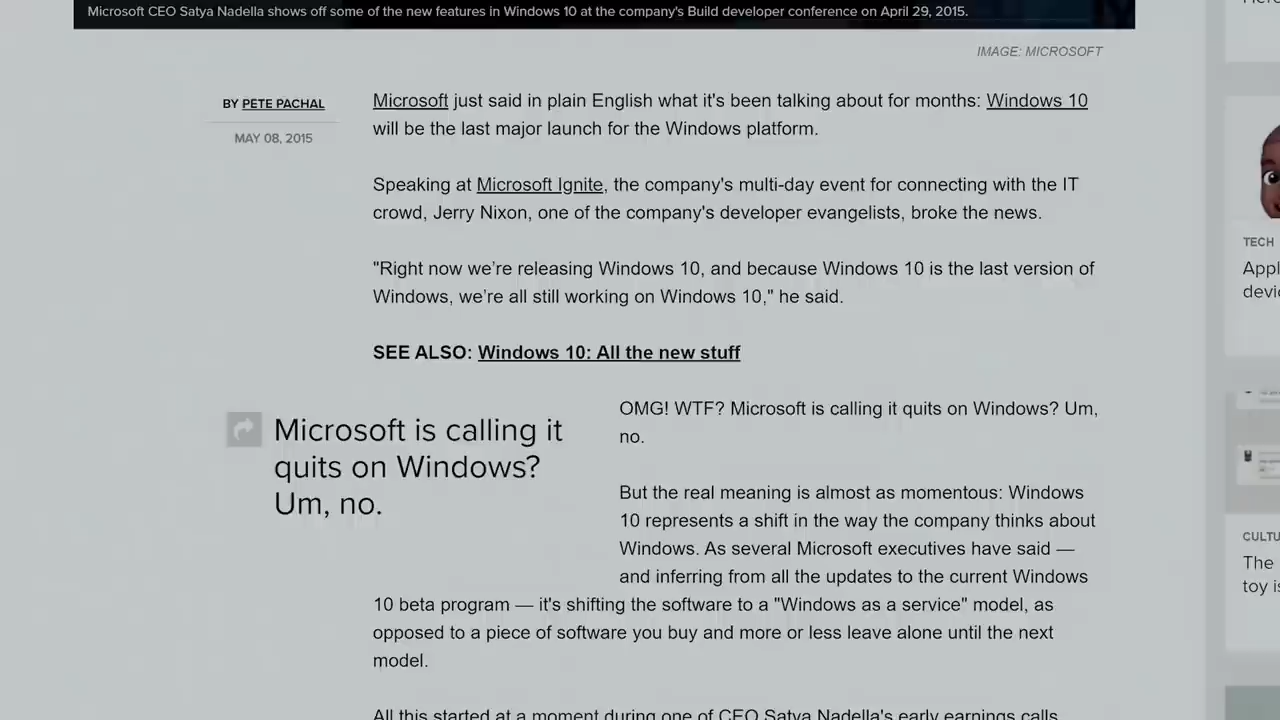 Microsoft CEO Satya Nadella shows off some of the new features in Windows 10 at the company's Build developer conference on April 29, 2015.
IMAGE: MICROSOFT
BY PETE PACHAL
MAY 08, 2015
Microsoft just said in plain English what it's been talking about for months: Windows 10
will be the last major launch for the Windows platform.
Speaking at Microsoft Ignite, the company's multi-day event for connecting with the IT
crowd, Jerry Nixon, one of the company's developer evangelists, broke the news.
"Right now we're releasing Windows 10, and because Windows 10 is the last version of
Windows, we're all still working on Windows 10," he said.
SEE ALSO: Windows 10: All the new stuff
Microsoft is calling it
quits on Windows?
Um, no.
OMG! WTF? Microsoft is calling it quits on Windows? Um,
no.
But the real meaning is almost as momentous: Windows
10 represents a shift in the way the company thinks about
Windows. As several Microsoft executives have said —
and inferring from all the updates to the current Windows
10 beta program — it's shifting the software to a "Windows as a service" model, as
opposed to a piece of software you buy and more or less leave alone until the next
model.
All this started at a moment during one of CEO Satya Nadella's early earnings calls
TECH
Appl
devic
CULTU
The
toy is